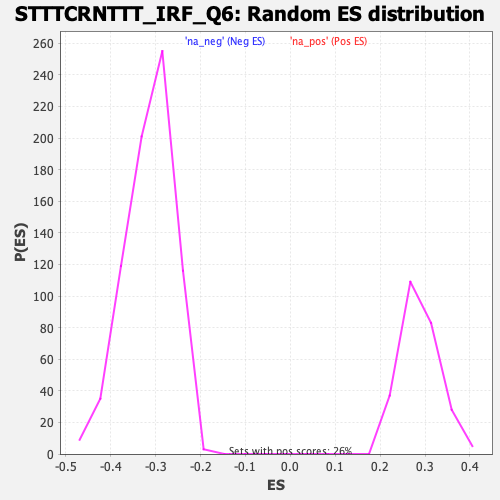 STTTCRNTTT_IRF_Q6: Random ES distribution
'na_neg' (Neg ES) 'na_pos' (Pos ES)
260
240
220
200
180
160
140
120
100
80
60
40
20
0
P(ES)
Sets with pos scores: 26%
-0.5 -0.4 -0.3 -0.2 -0.1 0.0 0.1 0.2 0.3 0.4
ES